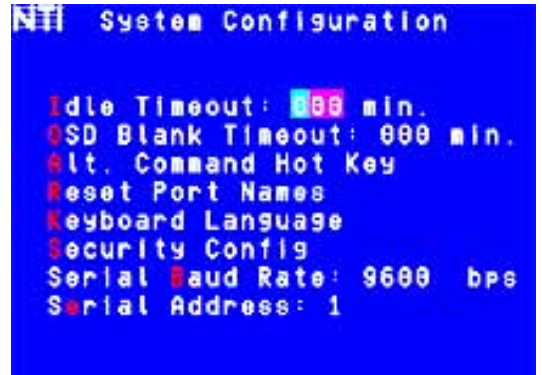 NTI System Configuration
Idle Timeout: 000 min.
OSD Blank Timeout: 000 min.
Alt. Command Hot Key
Reset Port Names
Keyboard Language
Security Config
Serial Baud Rate: 9600 bps
Serial Address: 1